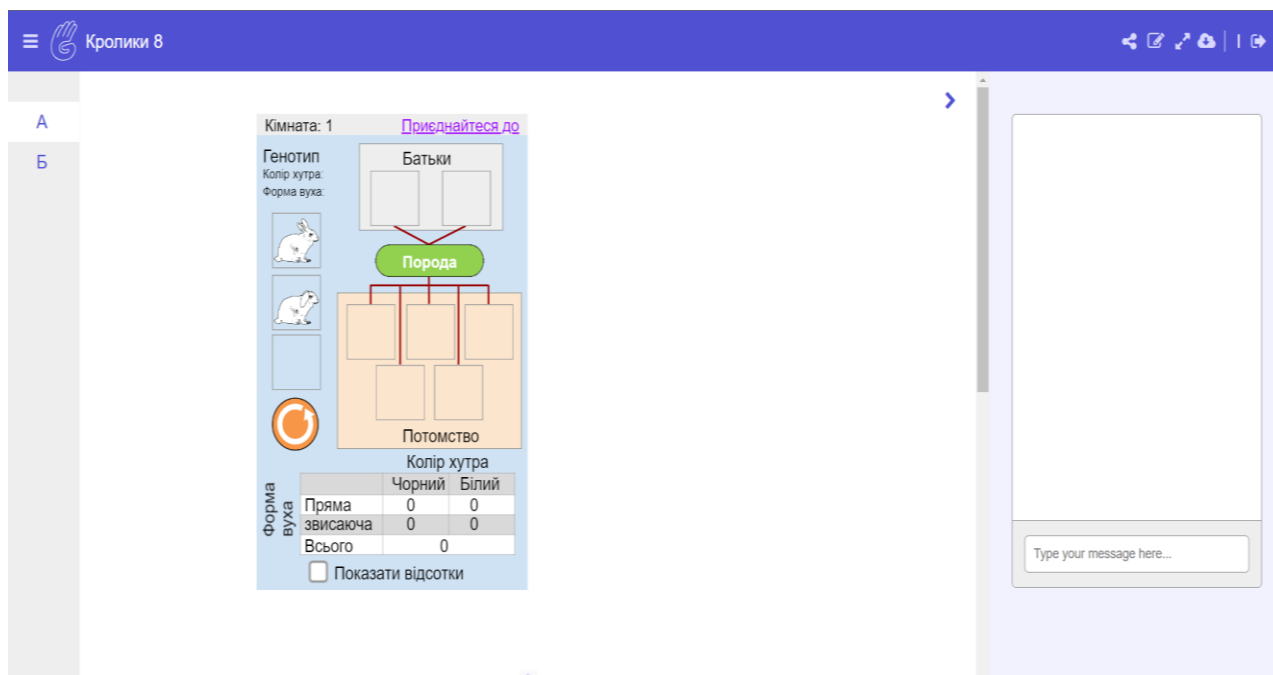 Кролики 8
А
Б
Кімната: 1 Приєднайтеся до
Генотип
Колір хутра:
Форма вуха:
Батьки
Порода
Потомство
Колір хутра
Форма
вуха
Чорний Білий
Пряма 0 0
звисаюча 0 0
Всього 0
Показати відсотки
Type your message here...